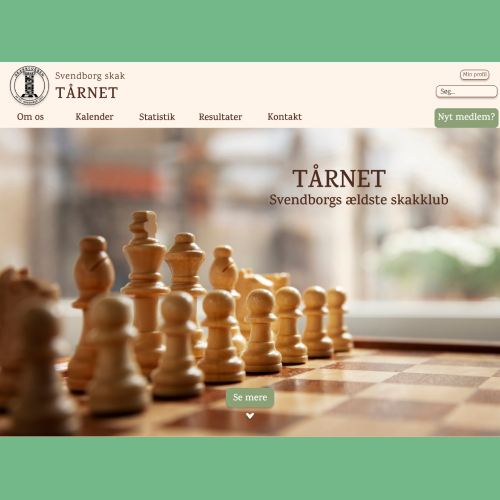 Svendborg skak
TÅRNET
Min profil
Søg...
Om os
Kalender
Statistik
Resultater
Kontakt
Nyt medlem?
TÅRNET
Svendborgs ældste skakklub
Se mere